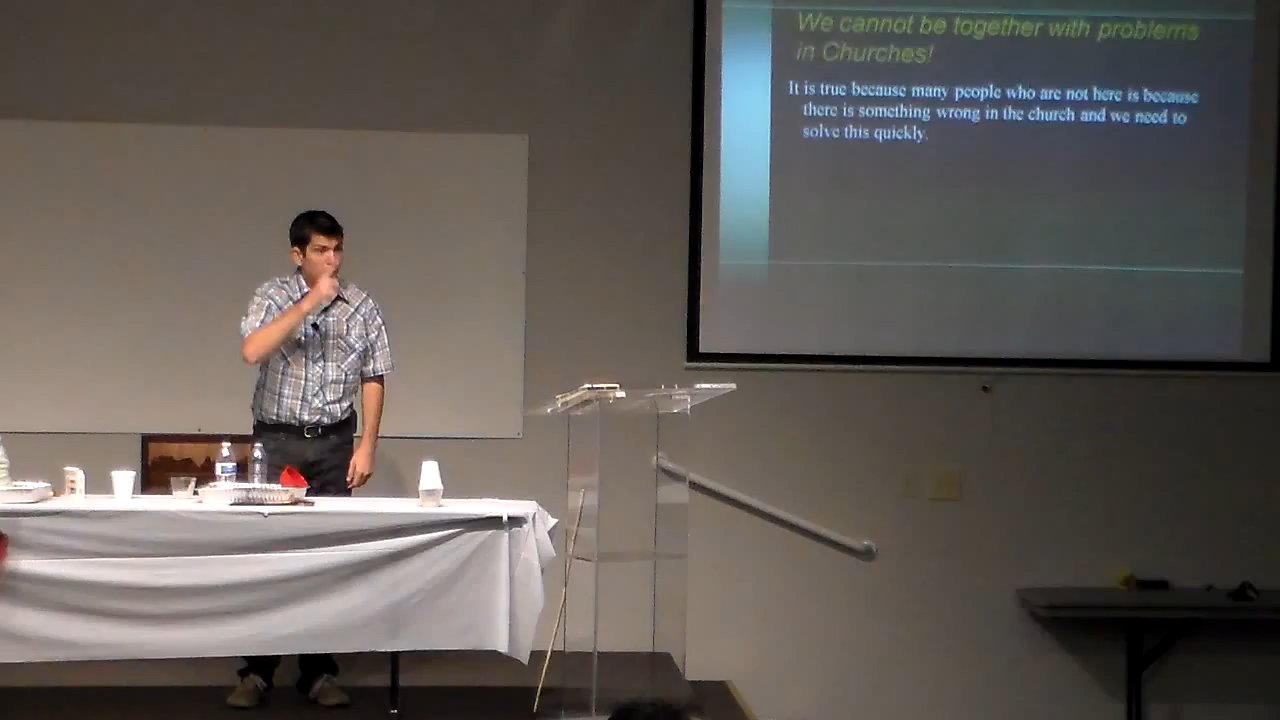 We cannot be together with problems
in Churches!
It is true because many people who are not here is because
there is something wrong in the church and we need to
solve this quickly.